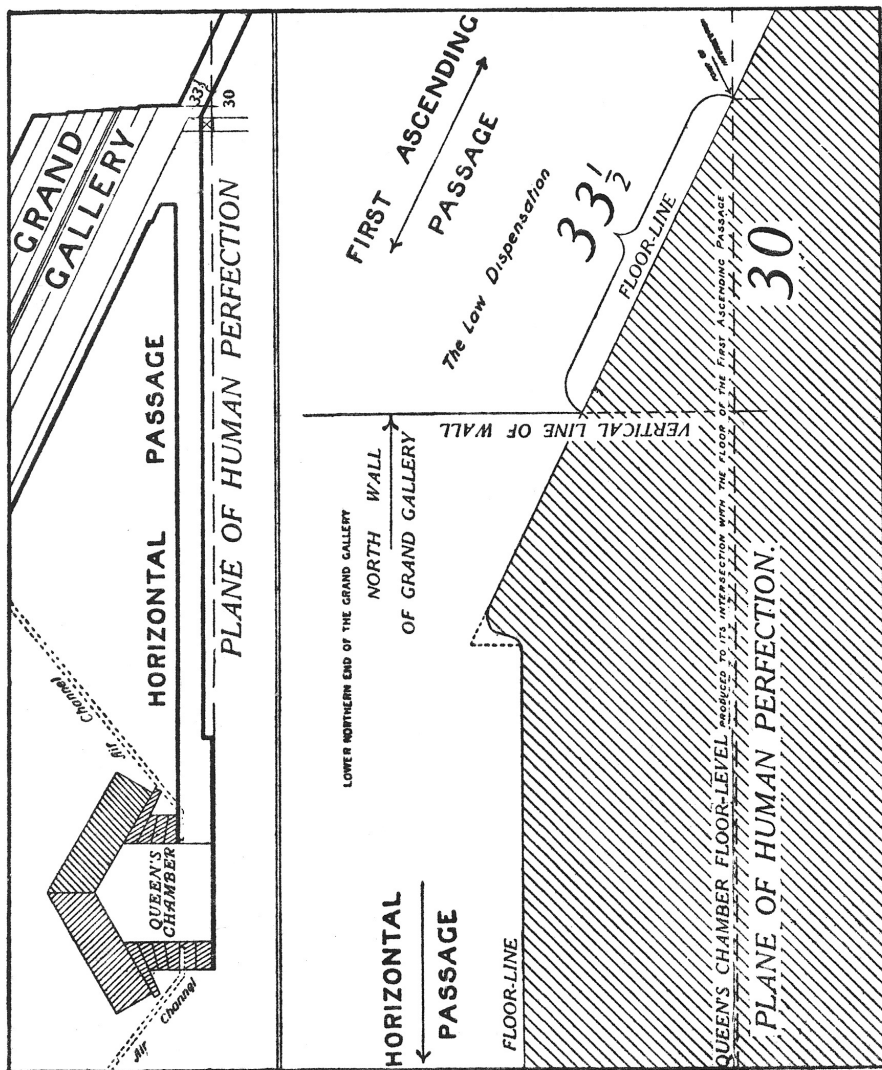 GRAND
GALLERY
33½
30
HORIZONTAL PASSAGE
PLANE OF HUMAN PERFECTION
Air Channel
QUEEN'S
CHAMBER
Air Channel
FIRST ASCENDING
PASSAGE
The Law Dispensation
33 1/2
FLOOR-LINE
VERTICAL LINE OF WALL
LOWER NORTHERN END OF THE GRAND GALLERY
NORTH WALL
OF GRAND GALLERY
HORIZONTAL
PASSAGE
FLOOR-LINE
QUEEN'S CHAMBER FLOOR-LEVEL PRODUCED TO ITS INTERSECTION WITH THE FLOOR OF THE FIRST ASCENDING PASSAGE
30
PLANE OF HUMAN PERFECTION.